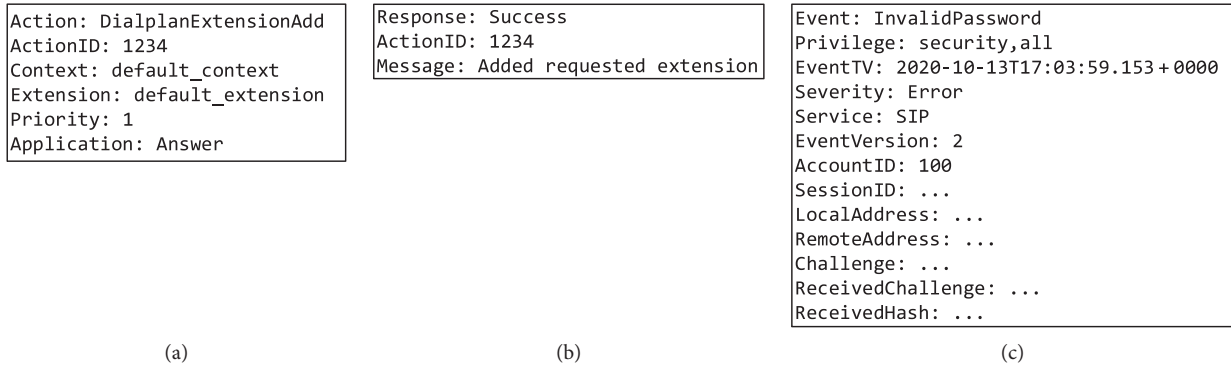 Action: DialplanExtensionAdd
ActionID: 1234
Context: default_context
Extension: default_extension
Priority: 1
Application: Answer
(a)
Response: Success
ActionID: 1234
Message: Added requested extension
(b)
Event: InvalidPassword
Privilege: security,all
EventTV: 2020-10-13T17:03:59.153+0000
Severity: Error
Service: SIP
EventVersion: 2
AccountID: 100
SessionID: ...
LocalAddress: ...
RemoteAddress: ...
Challenge: ...
ReceivedChallenge: ...
ReceivedHash: ...
(c)